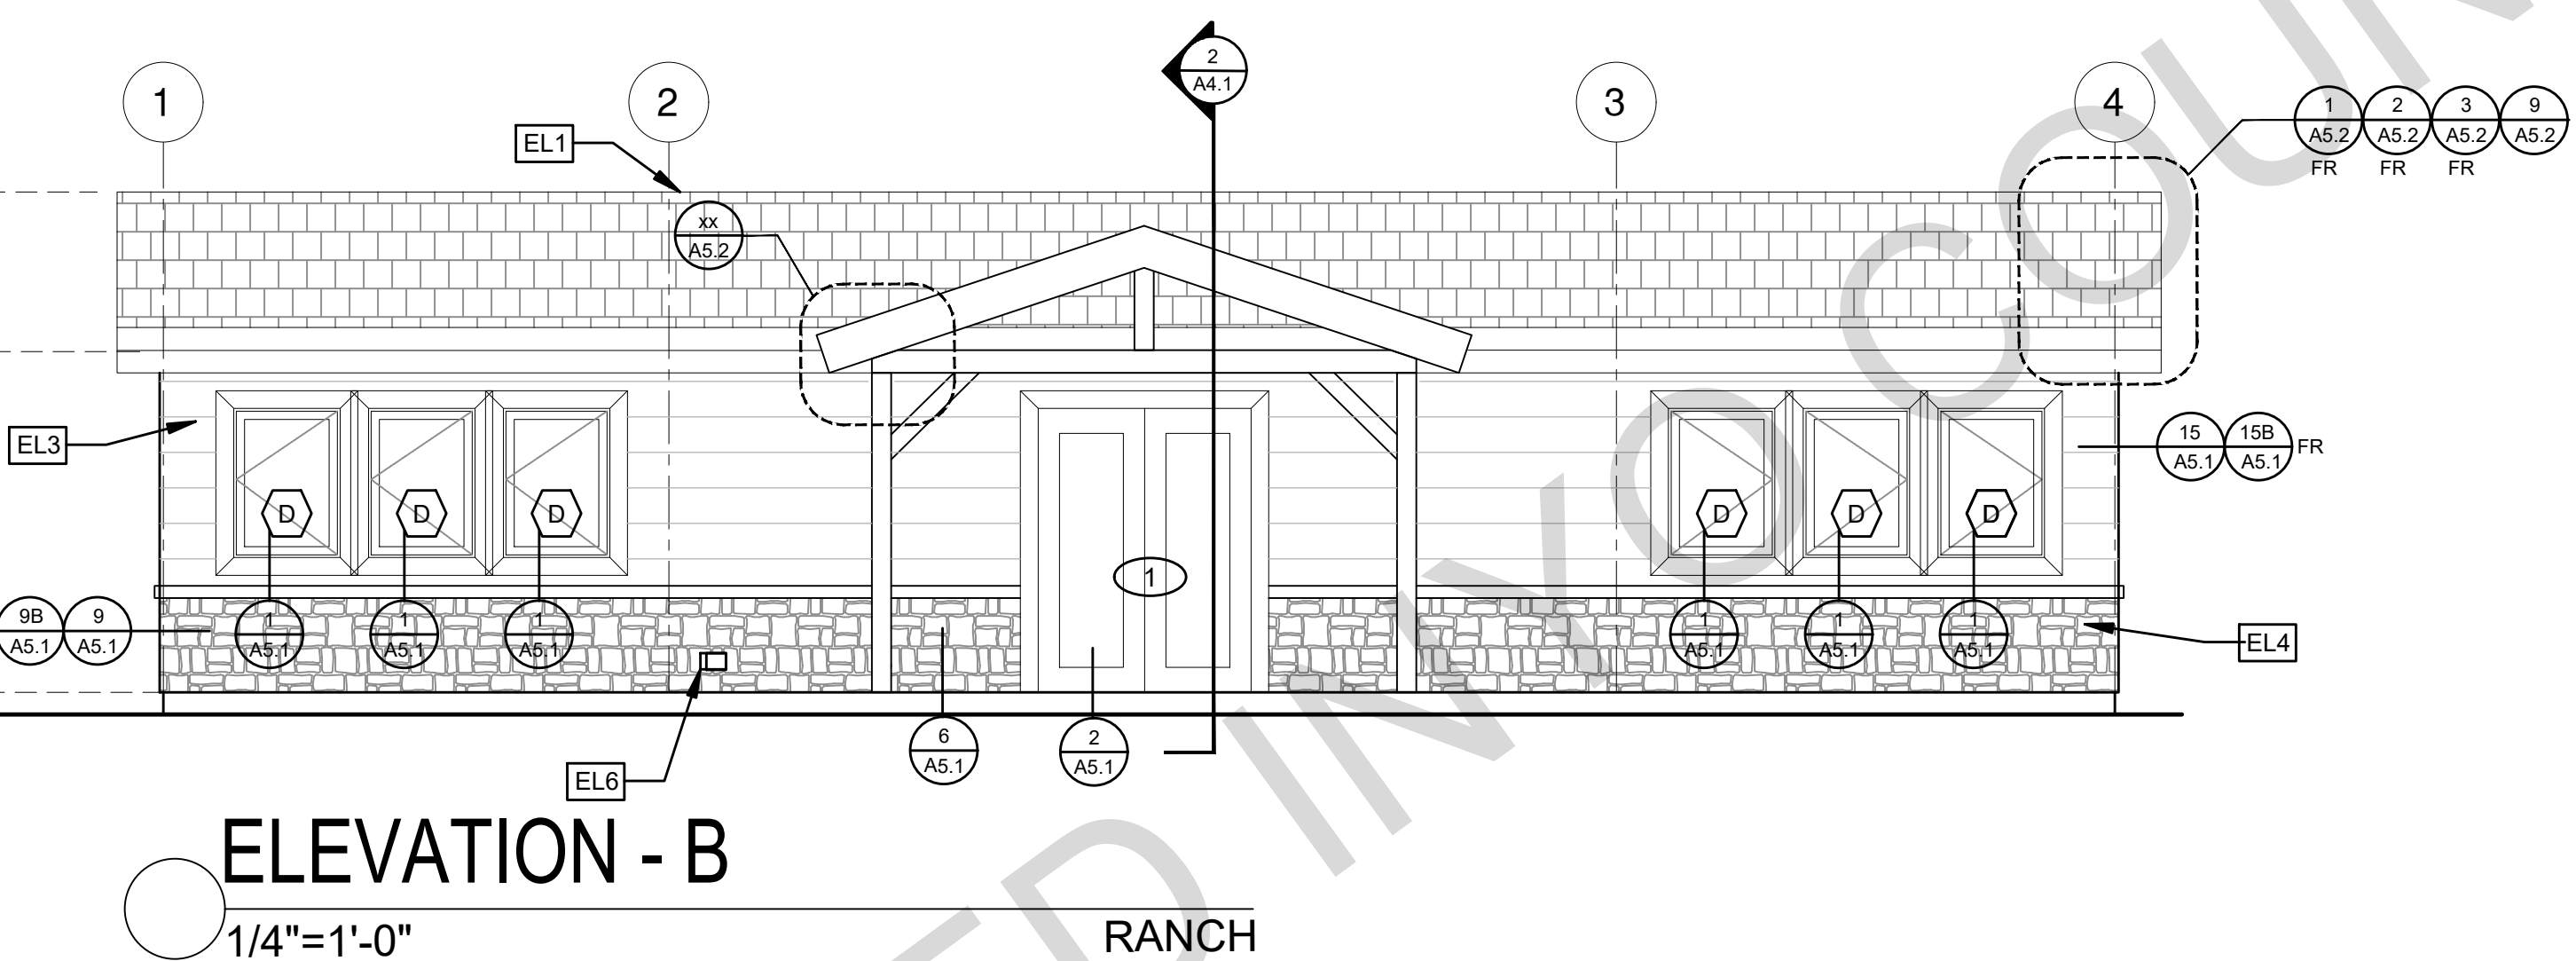 2
A4.1
1
2
3
4
1
A5.2
FR
2
A5.2
FR
3
A5.2
FR
9
A5.2
EL1
xx
A5.2
EL3
15
A5.1
15B
A5.1
FR
D
D
D
D
D
D
1
9B
A5.1
9
A5.1
1
A5.1
1
A5.1
1
A5.1
1
A5.1
1
A5.1
1
A5.1
EL4
EL6
6
A5.1
2
A5.1
ELEVATION - B
1/4"=1'-0"
RANCH
ED INYO COUN